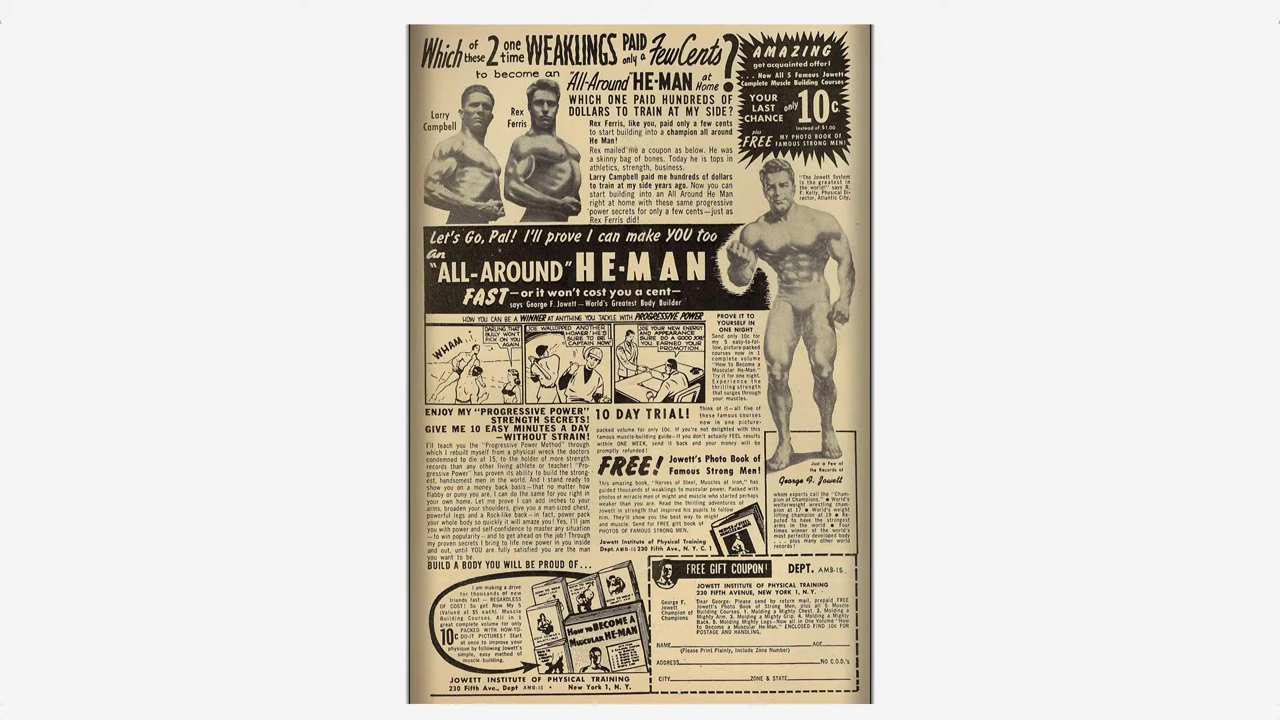 Which of these 2 one time WEAKLINGS PAID only a Few Cents?
to become an "All-Around" HE-MAN at Home
Larry Campbell
Rex Ferris
WHICH ONE PAID HUNDREDS OF
DOLLARS TO TRAIN AT MY SIDE?
Rex Ferris, like you, paid only a few cents
to start building into a champion all around
He Man!
Rex mailed me a coupon as below. He was
a skinny bag of bones. Today he is tops in
athletics, strength, business.
Larry Campbell paid me hundreds of dollars
to train at my side years ago. Now you can
start building into an All Around He Man
right at home with these same progressive
power secrets for only a few cents—just as
Rex Ferris did!
AMAZING
get acquainted offer!
... Now All 5 Famous Jowett
Complete Muscle Building Courses
YOUR LAST CHANCE only 10c
Instead of $1.00
plus FREE MY PHOTO BOOK OF
FAMOUS STRONG MEN!
"The Jowett System
is the greatest in
the world!" says R.
F. Kelly, Physical Di-
rector, Atlantic City.
Let's Go, Pal! I'll prove I can make YOU too
an
"ALL-AROUND" HE-MAN
FAST—or it won't cost you a cent—
says George F. Jowett—World's Greatest Body Builder
HOW YOU CAN BE A WINNER AT ANYTHING YOU TACKLE WITH PROGRESSIVE POWER
WHAM
DARLING, THAT
BULLY WON'T
PICK ON YOU
AGAIN
JOE WALLOPED ANOTHER
HOMER! HE'S
SURE TO BE
CAPTAIN NOW
JOE YOUR NEW ENERGY
AND APPEARANCE
SURE DO A GOOD JOB!
YOU EARNED YOUR
PROMOTION
PROVE IT TO
YOURSELF IN
ONE NIGHT
Send only 10c for
my 5 easy-to-fol-
low, picture-packed
courses now in 1
complete volume
"How to Become a
Muscular He-Man."
Try it for one night.
Experience the
thrilling strength
that surges through
your muscles.
ENJOY MY "PROGRESSIVE POWER"
STRENGTH SECRETS!
GIVE ME 10 EASY MINUTES A DAY
—WITHOUT STRAIN!
I'll teach you the "Progressive Power Method" through
which I rebuilt myself from a physical wreck the doctors
condemned to die at 15, to the holder of more strength
records than any other living athlete or teacher! "Pro-
gressive Power" has proven its ability to build the strong-
est, handsomest men in the world. And I stand ready to
show you on a money back basis—that no matter how
flabby or puny you are, I can do the same for you right in
your own home. Let me prove I can add inches to your
arms, broaden your shoulders, give you a man-sized chest,
powerful legs and a Rock-like back—in fact, power pack
your whole body so quickly it will amaze you! Yes, I'll jam
you with power and self-confidence to master any situation
—to win popularity—and to get ahead on the job! Through
my proven secrets I bring to life new power in you inside
and out, until YOU are fully satisfied you are the man
you want to be.
10 DAY TRIAL!
Think of it—all five of
these famous courses
now in one picture-
packed volume for only 10c. If you're not delighted with this
famous muscle-building guide—if you don't actually FEEL results
within ONE WEEK, send it back and your money will be
promptly refunded!
FREE! Jowett's Photo Book of
Famous Strong Men!
This amazing book, "Nerves of Steel, Muscles of Iron," has
guided thousands of weaklings to muscular power. Packed with
photos of miracle men of might and muscle who started perhaps
weaker than you are. Read the thrilling adventures of
Jowett in strength that inspired his pupils to follow
him. They'll show you the best way to might
and muscle. Send for FREE gift book of
PHOTOS OF FAMOUS STRONG MEN.
Jowett Institute of Physical Training
Dept. AMB-15 230 Fifth Ave., N. Y. C. 1
Just a Few of
the Records of
George F. Jowett
whom experts call the "Cham-
pion of Champions." • World's
welterweight wrestling cham-
pion at 17 • World's weight
lifting champion at 19 • Re-
puted to have the strongest
arms in the world • Four
times winner of the world's
most perfectly developed body
. . . plus many other world
records!
BUILD A BODY YOU WILL BE PROUD OF...
I am making a drive
for thousands of new
friends fast — REGARDLESS
OF COST! So get Now My 5
(Valued at $5 each). Muscle
Building Courses. All in 1
great complete volume for only
10c PACKED WITH HOW-TO-
DO-IT PICTURES! Start
at once to improve your
physique by following Jowett's
simple, easy method of
muscle-building.
How to BECOME A
MUSCULAR HE-MAN
JOWETT INSTITUTE OF PHYSICAL TRAINING
230 Fifth Ave., Dept AMB-15 • New York 1, N. Y.
FREE GIFT COUPON! DEPT. AMB-15.
JOWETT INSTITUTE OF PHYSICAL TRAINING
230 FIFTH AVENUE, NEW YORK 1, N. Y.
George F.
Jowett
Champion of
Champions
Dear George: Please send by return mail, prepaid FREE
Jowett's Photo Book of Strong Men, plus all 5 Muscle
Building Courses. 1. Molding a Mighty Chest. 2. Molding a
Mighty Arm. 3. Molding a Mighty Grip. 4. Molding a Mighty
Back. 5. Molding Mighty Legs—Now all in One Volume "How
to Become a Muscular He-Man." ENCLOSED FIND 10c FOR
POSTAGE AND HANDLING.
NAME AGE
(Please Print Plainly, Include Zone Number)
ADDRESS NO C.O.D.'s
CITY ZONE & STATE